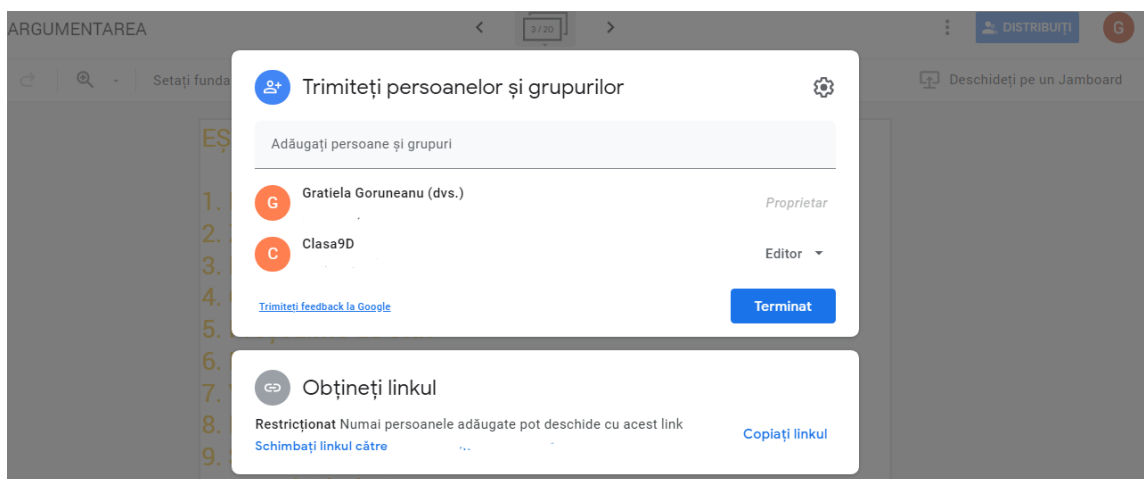 ARGUMENTAREA
9 / 20
DISTRIBUIȚI
G
Setați funda
Deschideți pe un Jamboard
Trimiteți persoanelor și grupurilor
Adăugați persoane și grupuri
G
Gratiela Goruneanu (dvs.)
Proprietar
C
Clasa9D
Editor
Trimiteți feedback la Google
Terminat
EȘ
1.
2.
3.
4.
5.
6.
7.
8.
9.
Obțineți linkul
Restricționat Numai persoanele adăugate pot deschide cu acest link
Schimbați linkul către
Copiați linkul